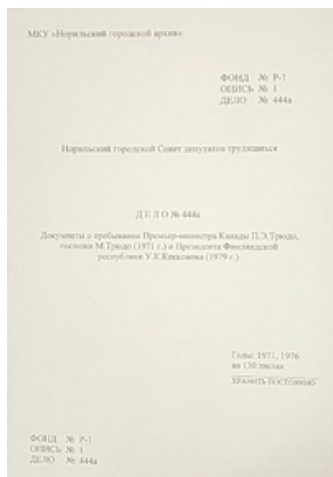 МКУ «Норильский городской архив»
ФОНД № Р-1
ОПИСЬ № 1
ДЕЛО № 444а
Норильский городской Совет депутатов трудящихся
Д Е Л О № 444а
Документы о пребывании Премьер-министра Канады П.Э.Трюдо,
госпожи М.Трюдо (1971 г.) и Президента Финляндской
республики У.К.Кекконена (1979 г.)
Годы: 1971, 1976
на 130 листах
ХРАНИТЬ ПОСТОЯННО
ФОНД № Р-1
ОПИСЬ № 1
ДЕЛО № 444а